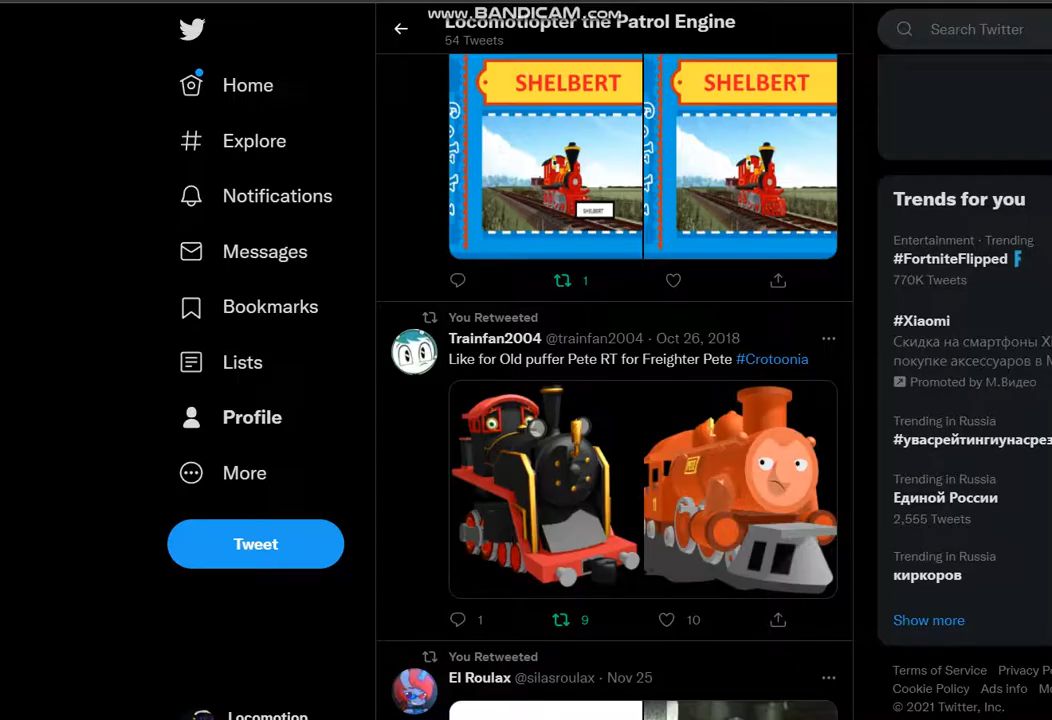 www.BANDICAM.com
Locomotiopter the Patrol Engine
54 Tweets
Search Twitter
Home
Explore
Notifications
Messages
Bookmarks
Lists
Profile
More
Tweet
Locomotion
SHELBERT
SHELBERT
SHELBERT
1
You Retweeted
Trainfan2004 @trainfan2004 · Oct 26, 2018
Like for Old puffer Pete RT for Freighter Pete #Crotoonia
1
9
10
You Retweeted
El Roulax @silasroulax · Nov 25
Trends for you
Entertainment · Trending
#FortniteFlipped
770K Tweets
#Xiaomi
Скидка на смартфоны
покупке аксессуаров в
Promoted by М.Видео
Trending in Russia
#увасрейтингиунасрез
Trending in Russia
Единой России
2,555 Tweets
Trending in Russia
киркоров
Show more
Terms of Service Privacy
Cookie Policy Ads info
© 2021 Twitter, Inc.